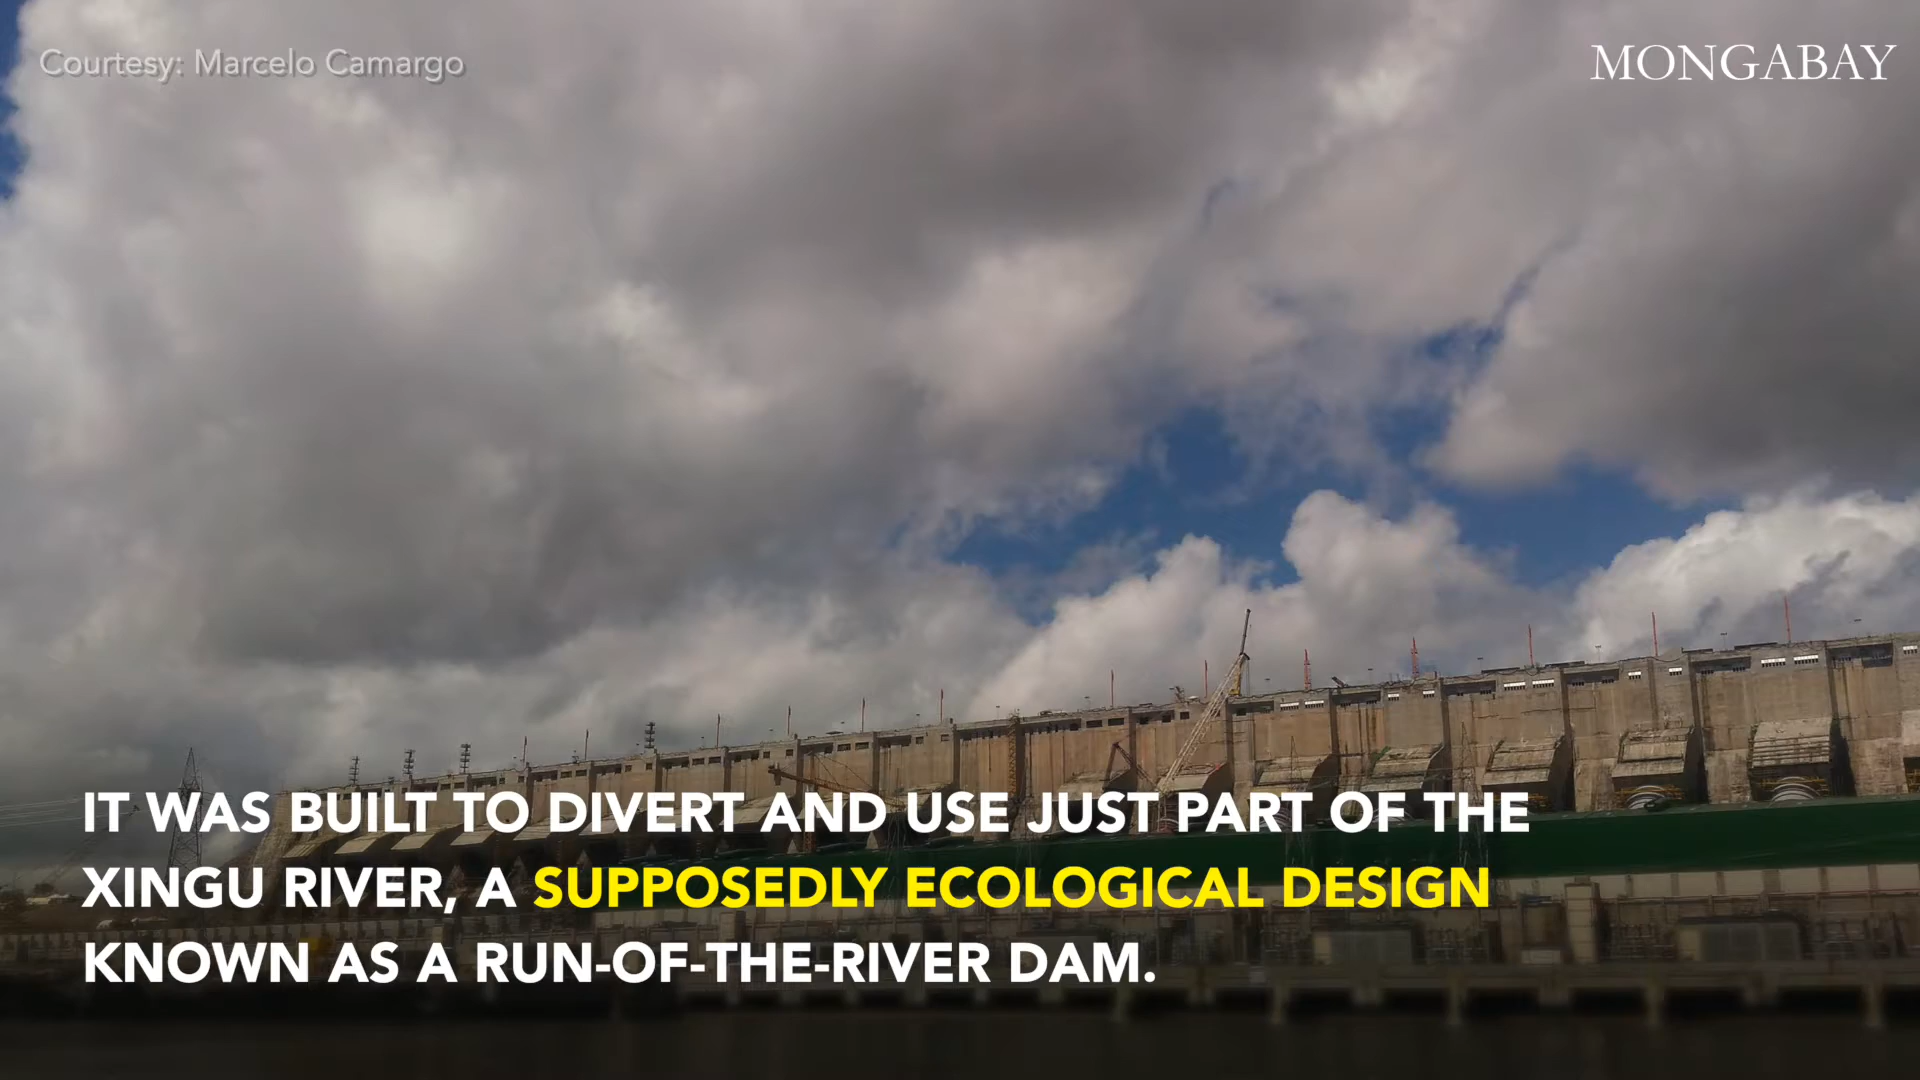 Courtesy: Marcelo Camargo
MONGABAY
IT WAS BUILT TO DIVERT AND USE JUST PART OF THE
XINGU RIVER, A SUPPOSEDLY ECOLOGICAL DESIGN
KNOWN AS A RUN-OF-THE-RIVER DAM.